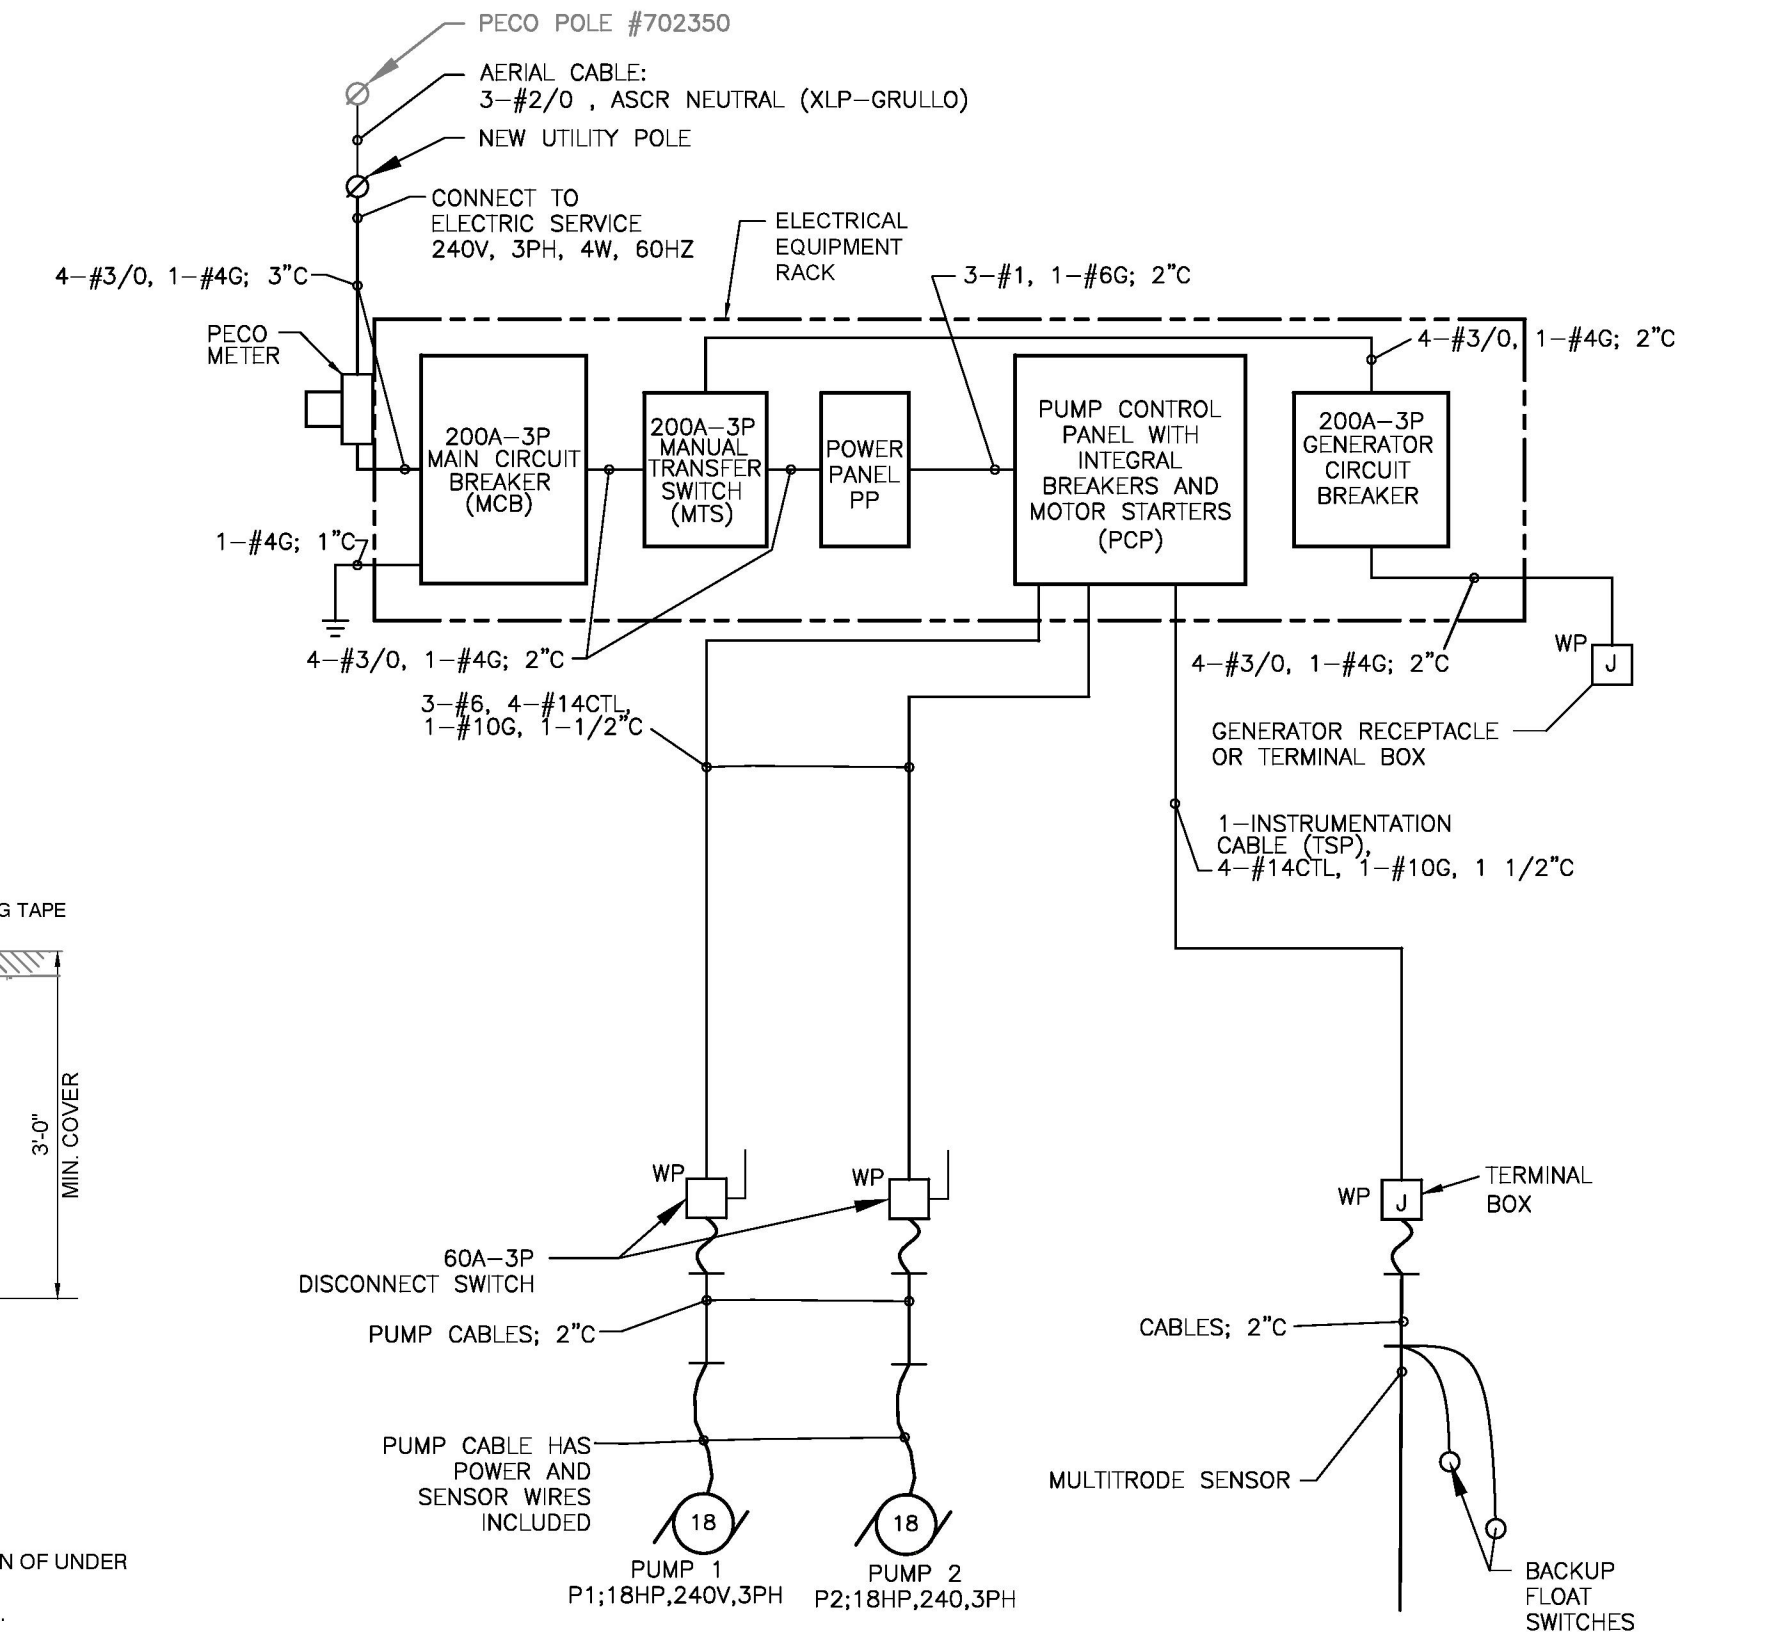 PECO POLE #702350
AERIAL CABLE:
3-#2/0 , ASCR NEUTRAL (XLP-GRULLO)
NEW UTILITY POLE
CONNECT TO
ELECTRIC SERVICE
240V, 3PH, 4W, 60HZ
ELECTRICAL
EQUIPMENT
RACK
4-#3/0, 1-#4G; 3"C
3-#1, 1-#6G; 2"C
PECO
METER
4-#3/0, 1-#4G; 2"C
200A-3P
MAIN CIRCUIT
BREAKER
(MCB)
200A-3P
MANUAL
TRANSFER
SWITCH
(MTS)
POWER
PANEL
PP
PUMP CONTROL
PANEL WITH
INTEGRAL
BREAKERS AND
MOTOR STARTERS
(PCP)
200A-3P
GENERATOR
CIRCUIT
BREAKER
1-#4G; 1"C
4-#3/0, 1-#4G; 2"C
4-#3/0, 1-#4G; 2"C
WP
J
3-#6, 4-#14CTL,
1-#10G, 1-1/2"C
GENERATOR RECEPTACLE
OR TERMINAL BOX
1-INSTRUMENTATION
CABLE (TSP),
4-#14CTL, 1-#10G, 1 1/2"C
G TAPE
3'-0"
MIN. COVER
WP
WP
WP
J
TERMINAL
BOX
60A-3P
DISCONNECT SWITCH
PUMP CABLES; 2"C
CABLES; 2"C
PUMP CABLE HAS
POWER AND
SENSOR WIRES
INCLUDED
MULTITRODE SENSOR
18
18
PUMP 1
P1;18HP,240V,3PH
PUMP 2
P2;18HP,240,3PH
BACKUP
FLOAT
SWITCHES
N OF UNDER
.